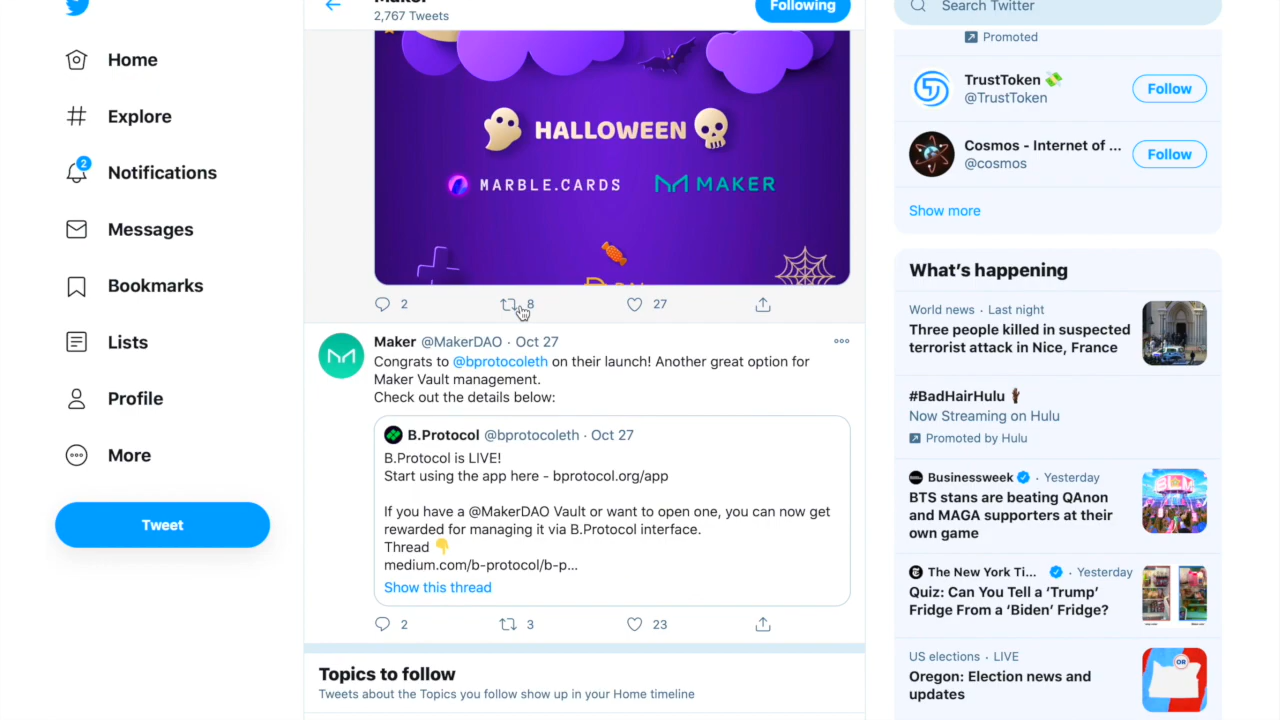 Home
Explore
2
Notifications
Messages
Bookmarks
Lists
Profile
More
Tweet
2,767 Tweets
Following
HALLOWEEN
MARBLE.CARDS MAKER
2 8 27
Maker @MakerDAO · Oct 27
Congrats to @bprotocoleth on their launch! Another great option for
Maker Vault management.
Check out the details below:
B.Protocol @bprotocoleth · Oct 27
B.Protocol is LIVE!
Start using the app here - bprotocol.org/app
If you have a @MakerDAO Vault or want to open one, you can now get
rewarded for managing it via B.Protocol interface.
Thread 👇
medium.com/b-protocol/b-p...
Show this thread
2 3 23
Topics to follow
Tweets about the Topics you follow show up in your Home timeline
Search Twitter
Promoted
TrustToken 💸
@TrustToken
Follow
Cosmos - Internet of ...
@cosmos
Follow
Show more
What's happening
World news · Last night
Three people killed in suspected
terrorist attack in Nice, France
#BadHairHulu
Now Streaming on Hulu
Promoted by Hulu
Businessweek · Yesterday
BTS stans are beating QAnon
and MAGA supporters at their
own game
The New York Ti... · Yesterday
Quiz: Can You Tell a ‘Trump’
Fridge From a ‘Biden’ Fridge?
US elections · LIVE
Oregon: Election news and
updates
OR